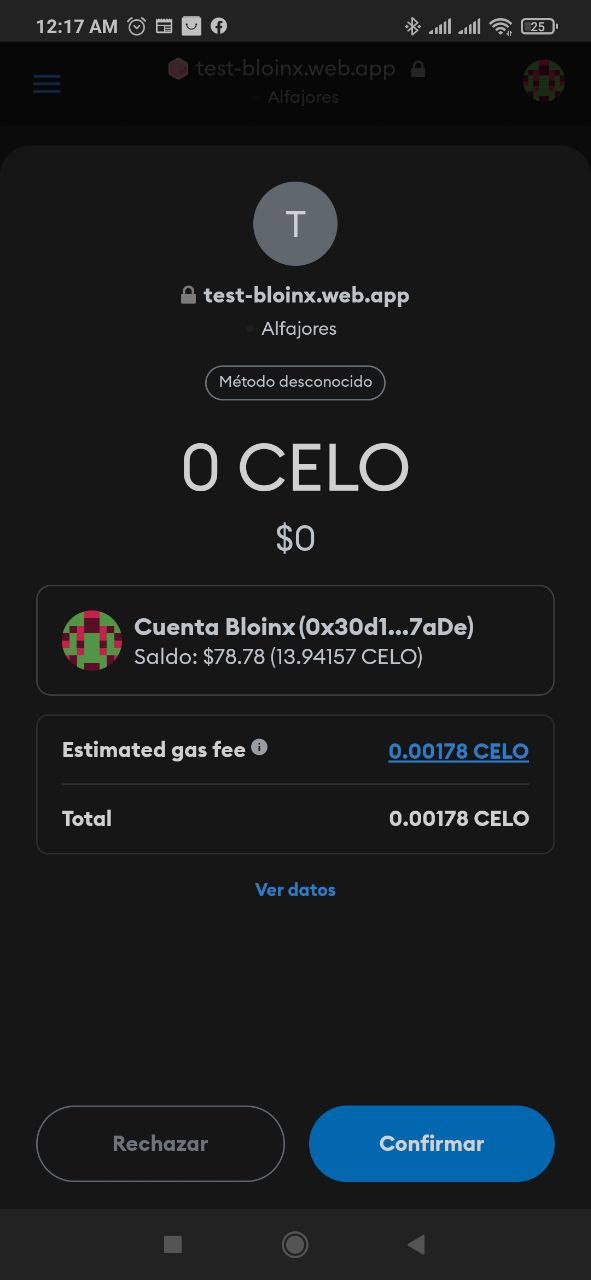 12:17 AM 25
test-bloinx.web.app
Alfajores
T
test-bloinx.web.app
Alfajores
Método desconocido
0 CELO
$0
Cuenta Bloinx (0x30d1...7aDe)
Saldo: $78.78 (13.94157 CELO)
Estimated gas fee 0.00178 CELO
Total 0.00178 CELO
Ver datos
Rechazar Confirmar